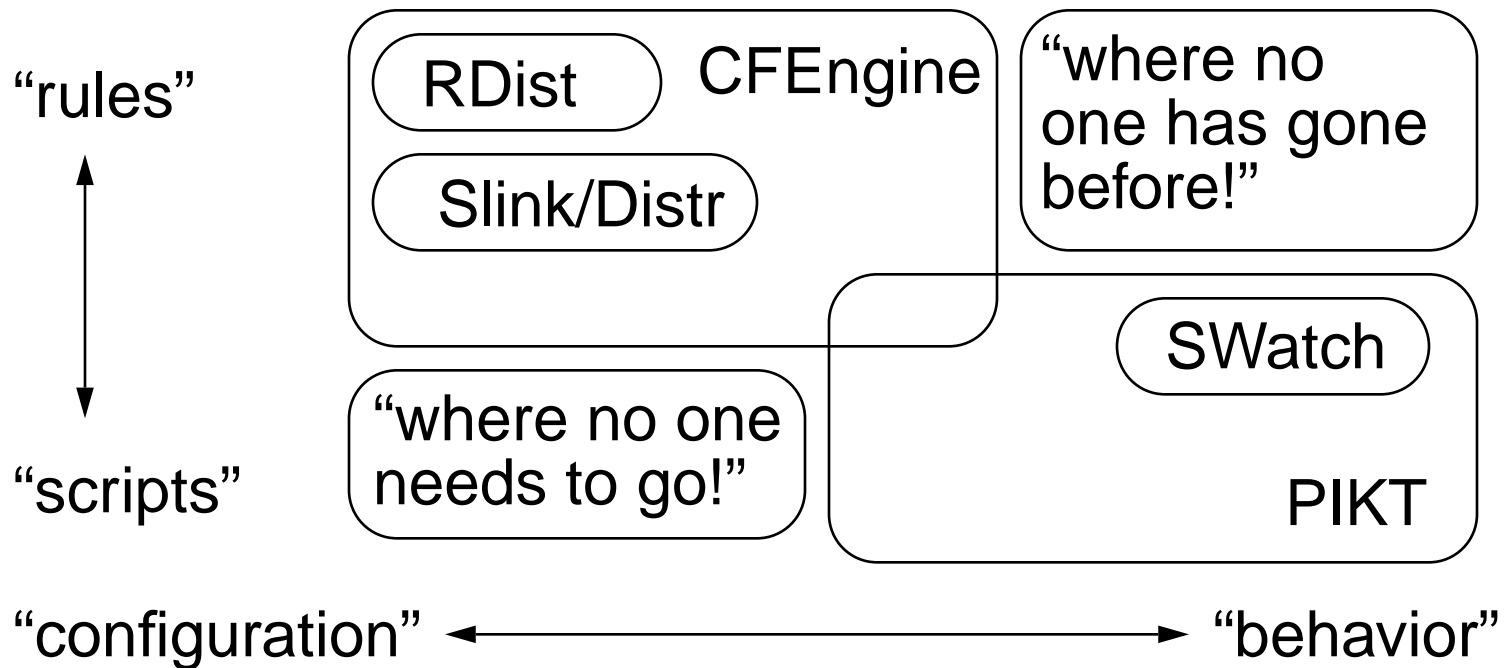 “rules”
RDist
CFEngine
“where no
one has gone
before!”
Slink/Distr
SWatch
“where no one
needs to go!”
“scripts”
PIKT
“configuration”
“behavior”